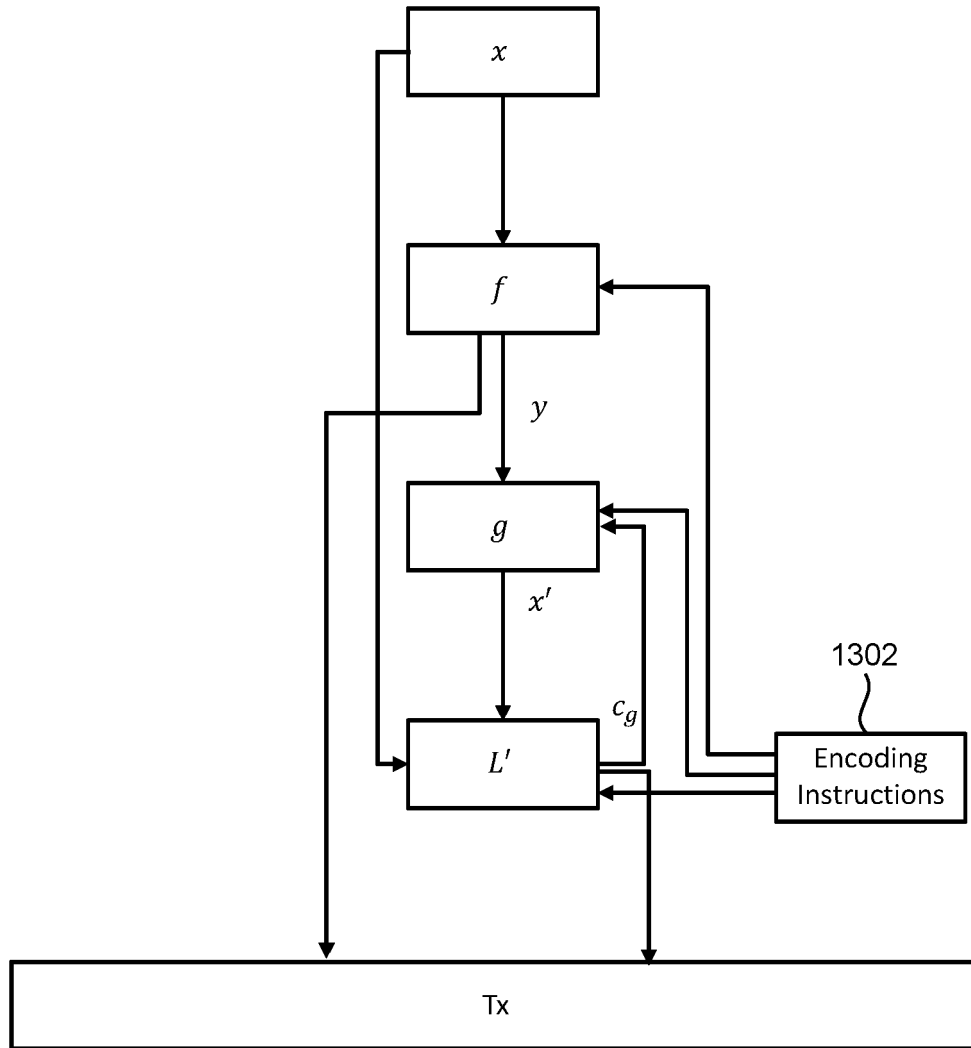 x
f
y
g
x′
1302
c_g
L′
Encoding
Instructions
Tx